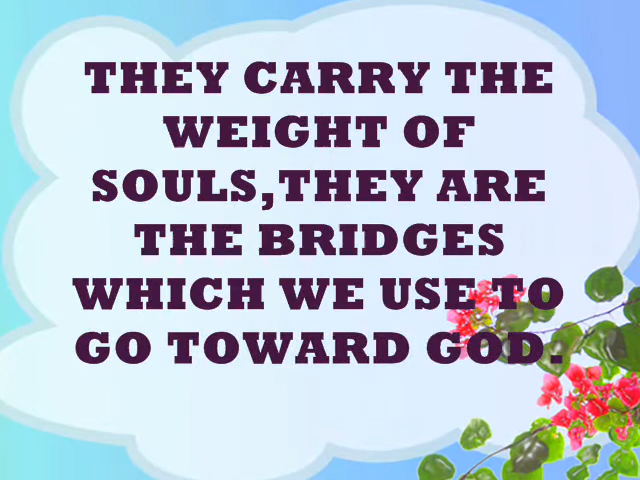 THEY CARRY THE
WEIGHT OF
SOULS,THEY ARE
THE BRIDGES
WHICH WE USE TO
GO TOWARD GOD.